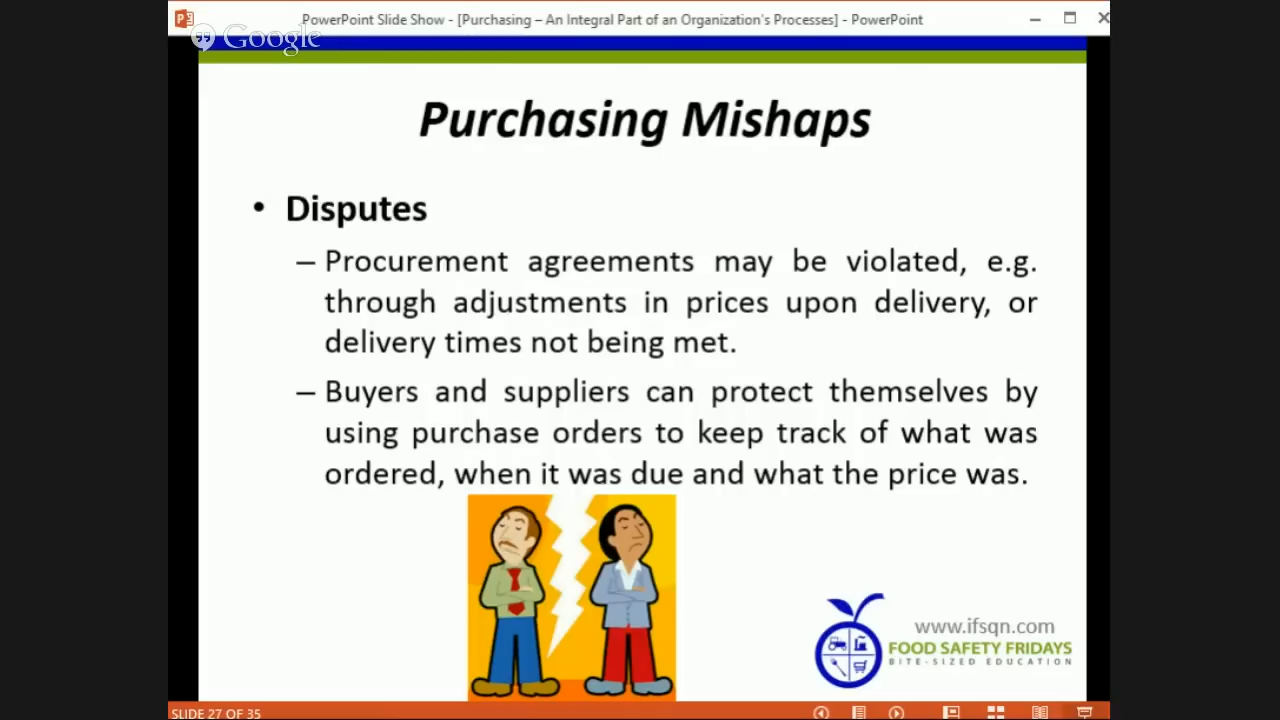 PowerPoint Slide Show - [Purchasing – An Integral Part of an Organization's Processes] - PowerPoint
Google
Purchasing Mishaps
• Disputes
– Procurement agreements may be violated, e.g.
through adjustments in prices upon delivery, or
delivery times not being met.
– Buyers and suppliers can protect themselves by
using purchase orders to keep track of what was
ordered, when it was due and what the price was.
www.ifsqn.com
FOOD SAFETY FRIDAYS
BITE-SIZED EDUCATION
SLIDE 27 OF 35